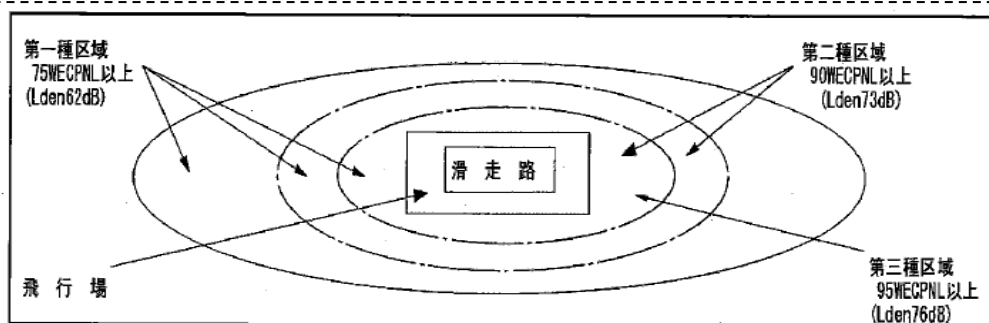 第一種区域
75WECPNL以上
(Lden62dB)
第二種区域
90WECPNL以上
(Lden73dB)
滑走路
飛行場
第三種区域
95WECPNL以上
(Lden76dB)